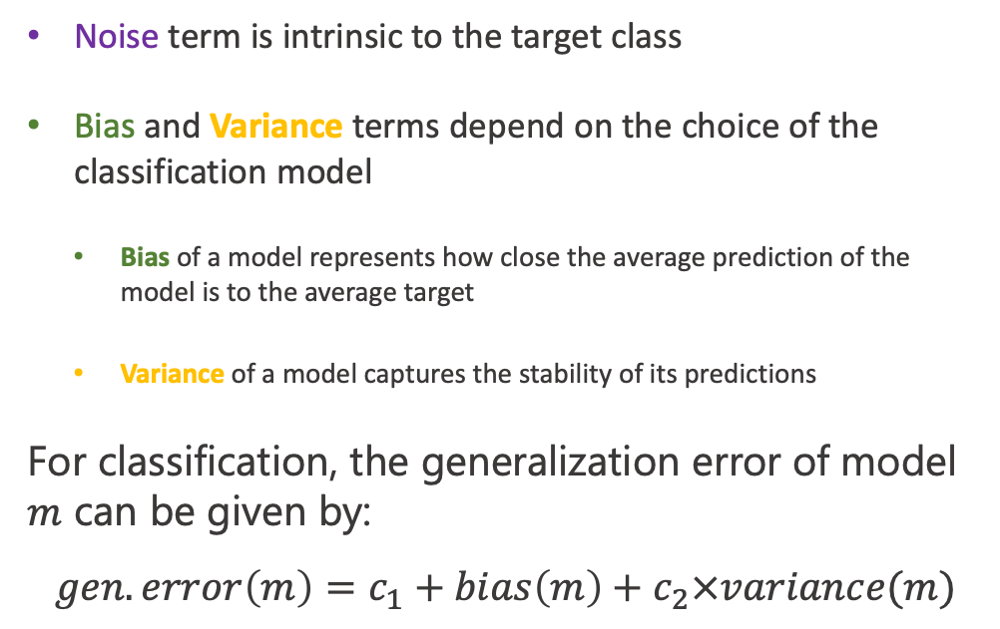 • Noise term is intrinsic to the target class
• Bias and Variance terms depend on the choice of the
classification model
• Bias of a model represents how close the average prediction of the
model is to the average target
• Variance of a model captures the stability of its predictions
For classification, the generalization error of model
𝑚 can be given by:
𝑔𝑒𝑛. 𝑒𝑟𝑟𝑜𝑟(𝑚) = 𝑐₁ + 𝑏𝑖𝑎𝑠(𝑚) + 𝑐₂×𝑣𝑎𝑟𝑖𝑎𝑛𝑐𝑒(𝑚)